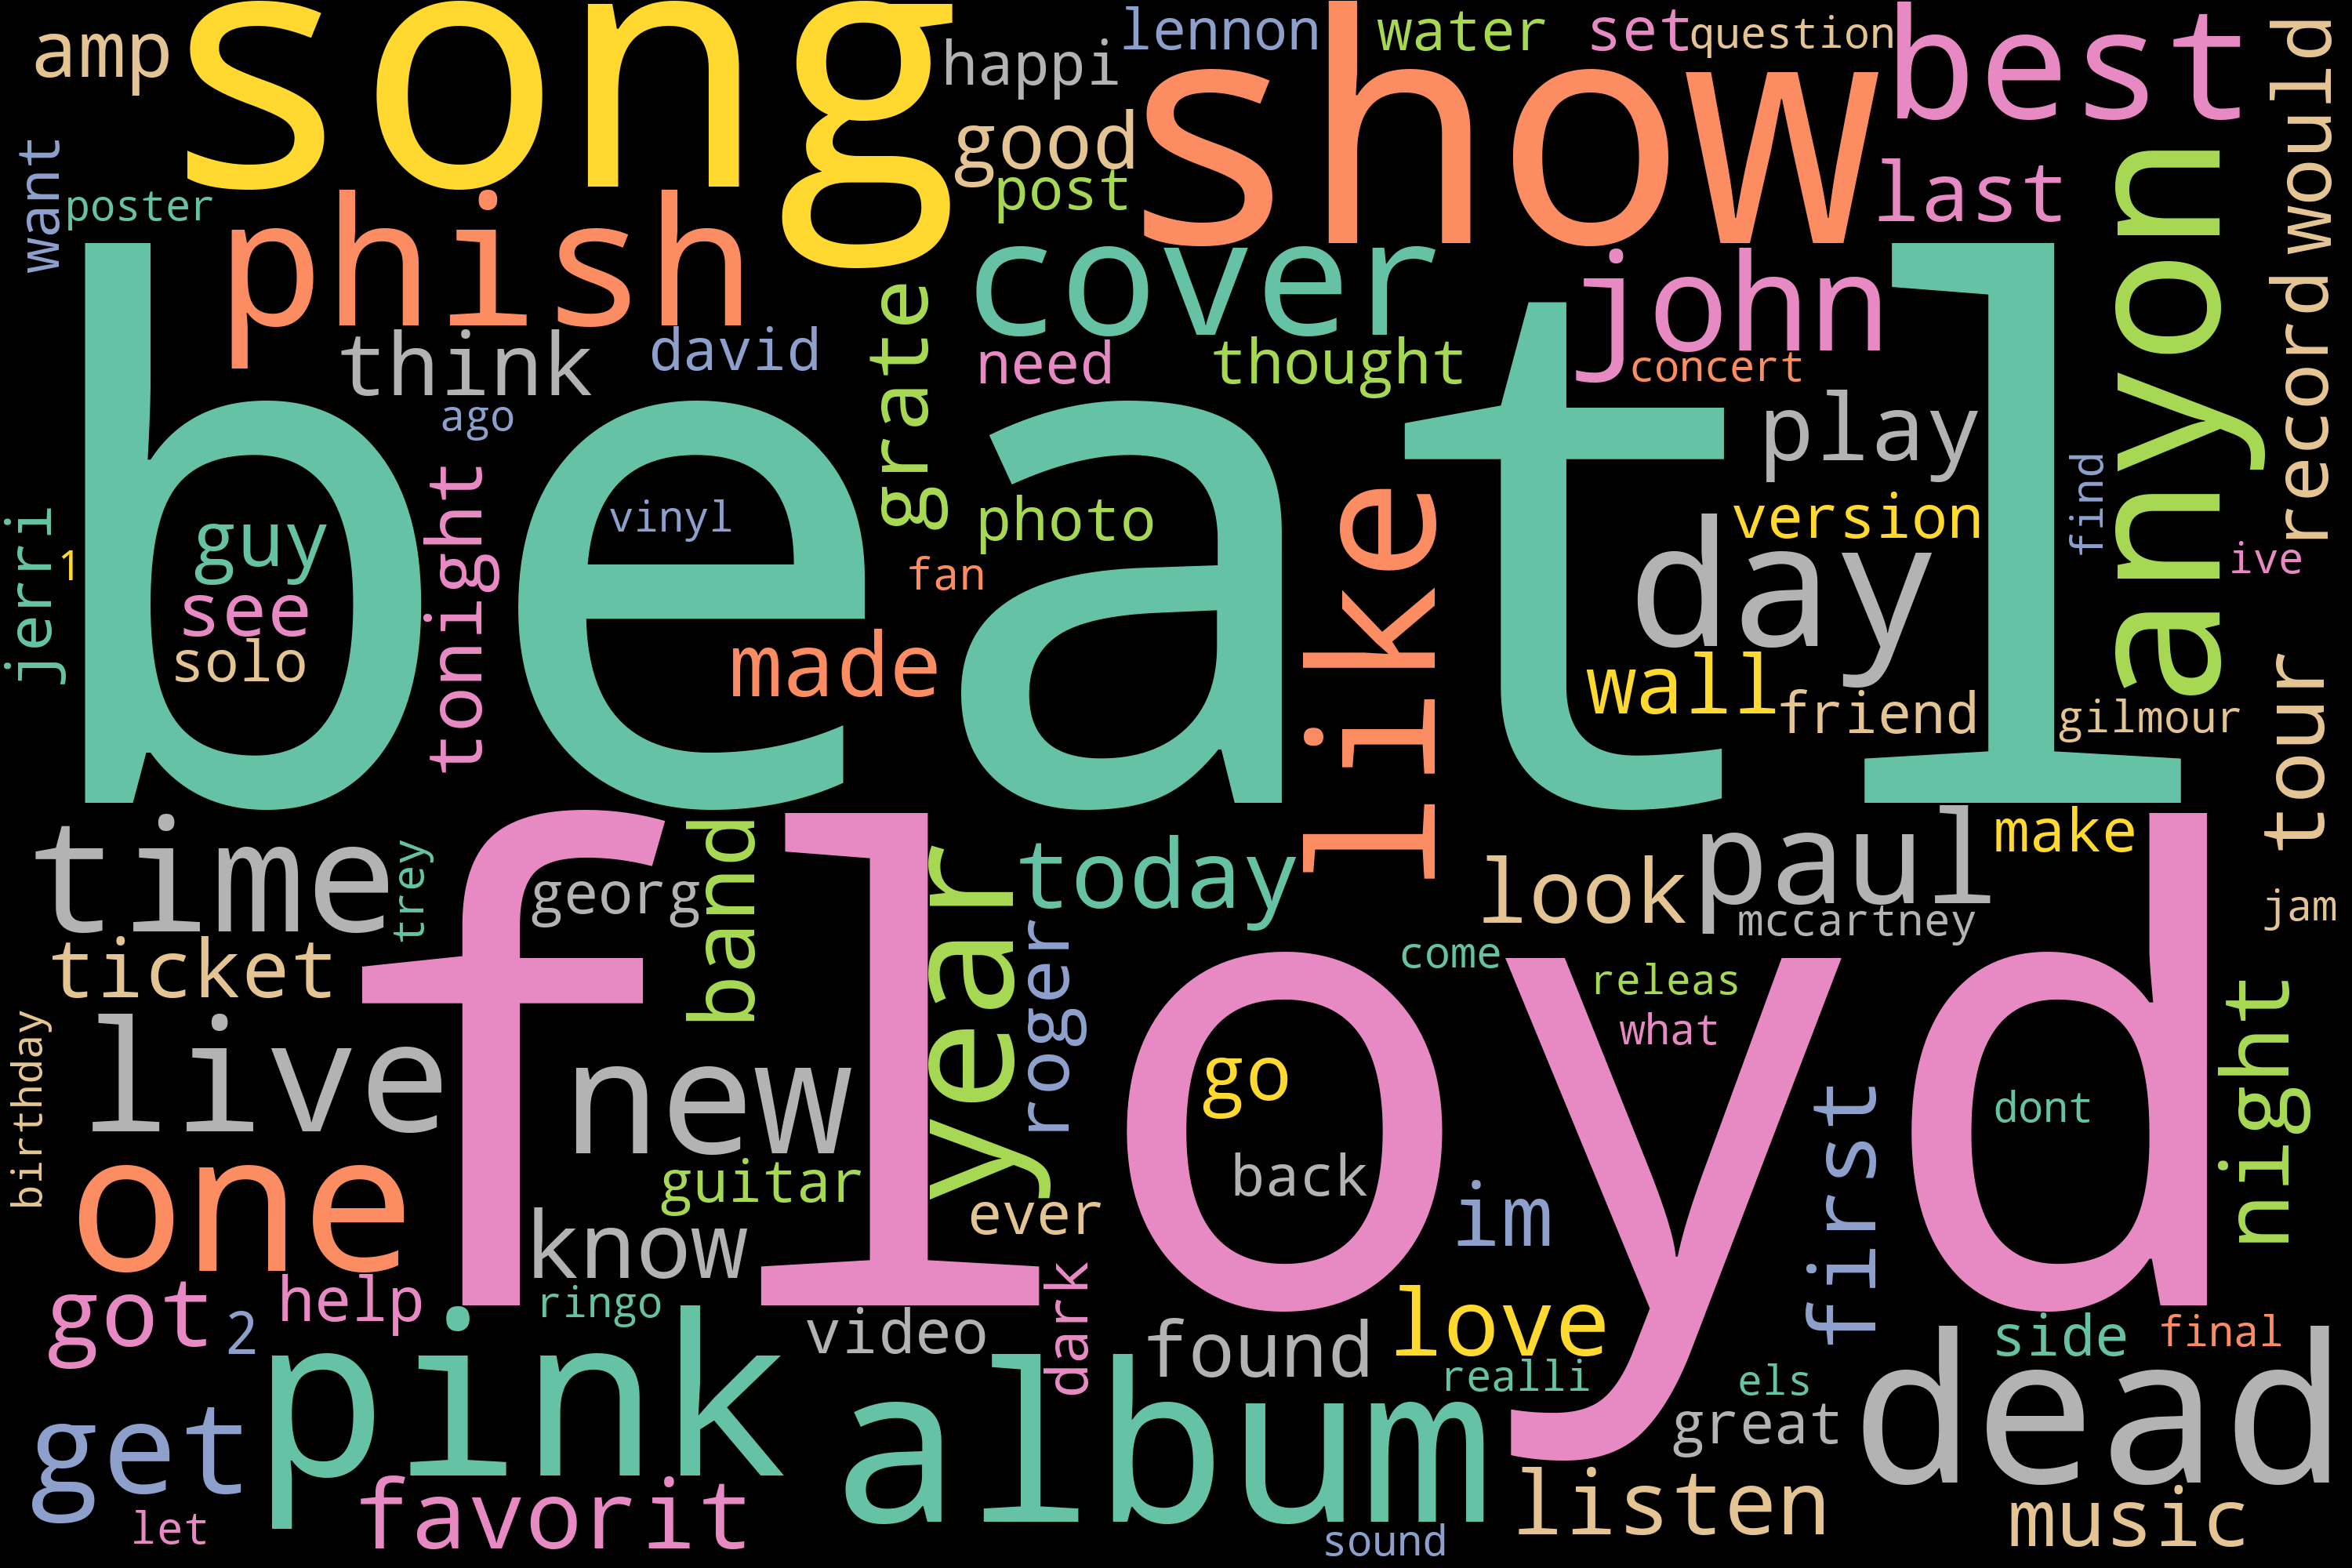 amp
song
happi
lennon
water
set
question
best
would
want
poster
phish
good
post
show
last
cover
john
anyon
record
think
david
grate
need
thought
concert
ago
play
beatl
tonight
vinyl
photo
like
version
find
jerri
1
guy
see
solo
fan
day
ive
made
wall
friend
gilmour
tour
time
trey
georg
band
year
today
look
paul
make
mccartney
jam
ticket
floyd
roger
come
releas
what
night
birthday
live
new
go
first
dont
one
guitar
back
know
ever
im
got
2
help
ringo
dark
love
side
final
pink
video
found
realli
els
great
dead
get
album
let
favorit
listen
music
sound